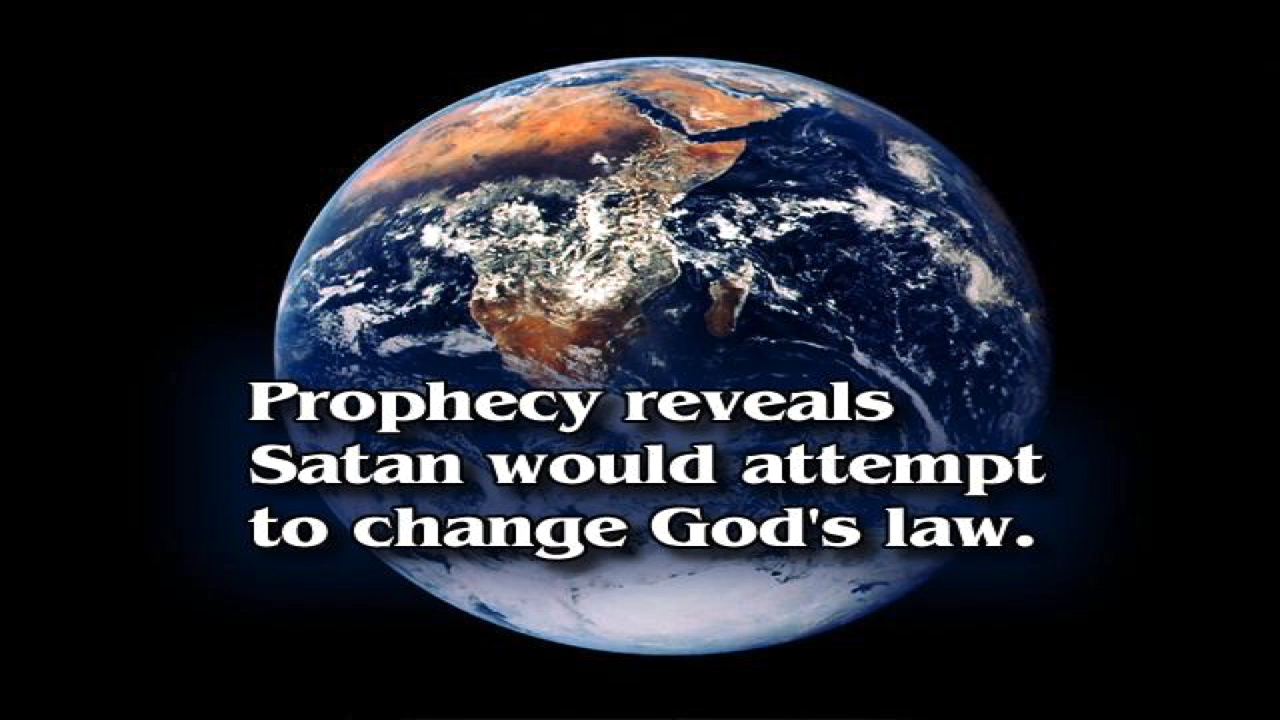 Prophecy reveals
Satan would attempt
to change God's law.